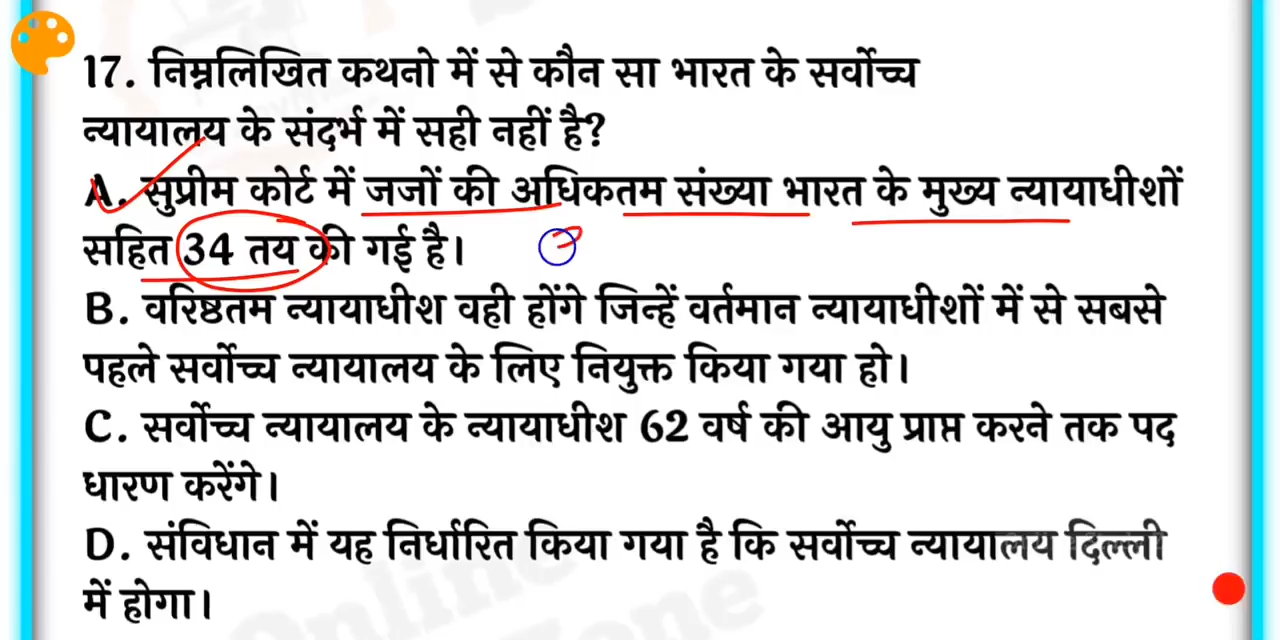 17. निम्नलिखित कथनो में से कौन सा भारत के सर्वोच्च
न्यायालय के संदर्भ में सही नहीं है?
A. सुप्रीम कोर्ट में जजों की अधिकतम संख्या भारत के मुख्य न्यायाधीशों
सहित 34 तय की गई है।
B. वरिष्ठतम न्यायाधीश वही होंगे जिन्हें वर्तमान न्यायाधीशों में से सबसे
पहले सर्वोच्च न्यायालय के लिए नियुक्त किया गया हो।
C. सर्वोच्च न्यायालय के न्यायाधीश 62 वर्ष की आयु प्राप्त करने तक पद
धारण करेंगे।
D. संविधान में यह निर्धारित किया गया है कि सर्वोच्च न्यायालय दिल्ली
में होगा।
Online
Zone